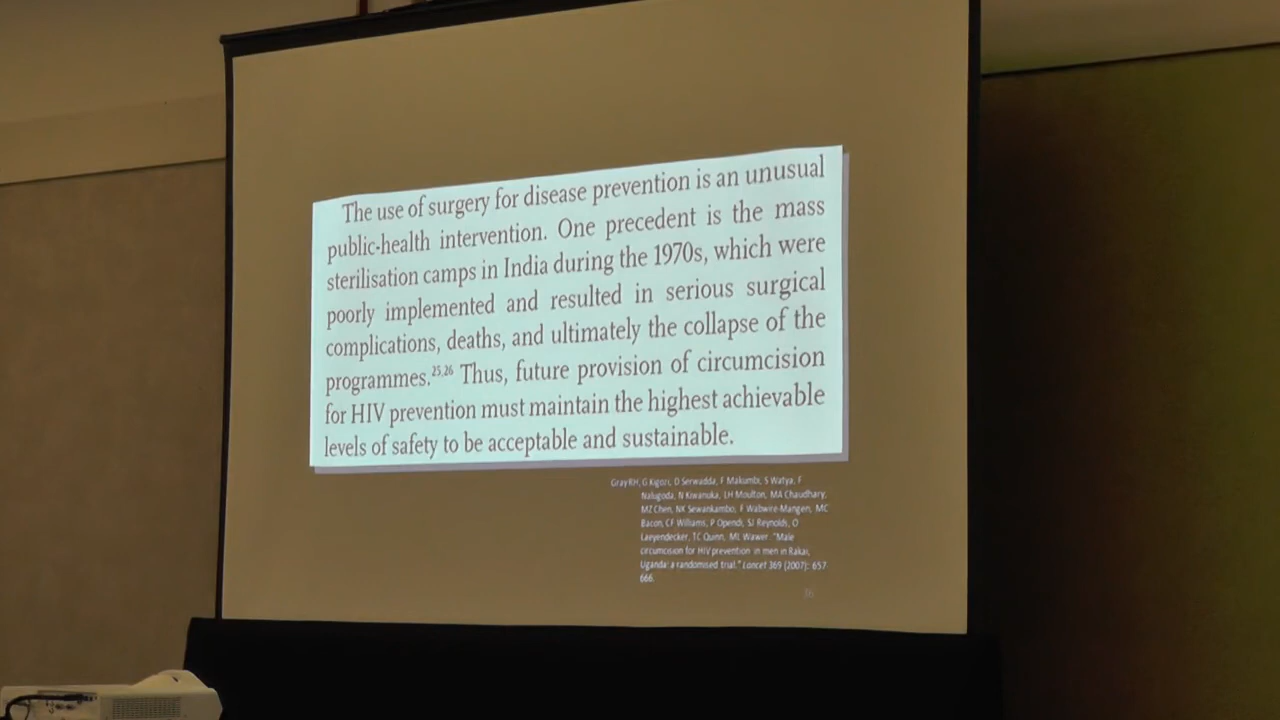 The use of surgery for disease prevention is an unusual
public-health intervention. One precedent is the mass
sterilisation camps in India during the 1970s, which were
poorly implemented and resulted in serious surgical
complications, deaths, and ultimately the collapse of the
programmes.25,26 Thus, future provision of circumcision
for HIV prevention must maintain the highest achievable
levels of safety to be acceptable and sustainable.
Gray RH, G Kigozi, D Serwadda, F Makumbi, S Watya, F
Nalugoda, N Kiwanuka, LH Moulton, MA Chaudhary,
MZ Chen, NK Sewankambo, F Wabwire-Mangen, MC
Bacon, CF Williams, P Opendi, SJ Reynolds, O
Laeyendecker, TC Quinn, ML Wawer. "Male
circumcision for HIV prevention in men in Rakai,
Uganda: a randomised trial." Lancet 369 (2007): 657
666.